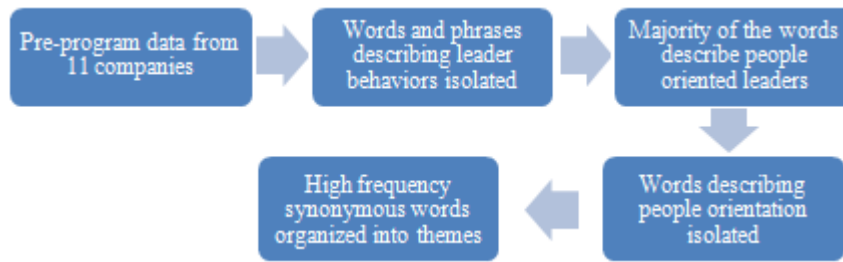 Pre-program data from
11 companies
Words and phrases
describing leader
behaviors isolated
Majority of the words
describe people
oriented leaders
Words describing
people orientation
isolated
High frequency
synonymous words
organized into themes